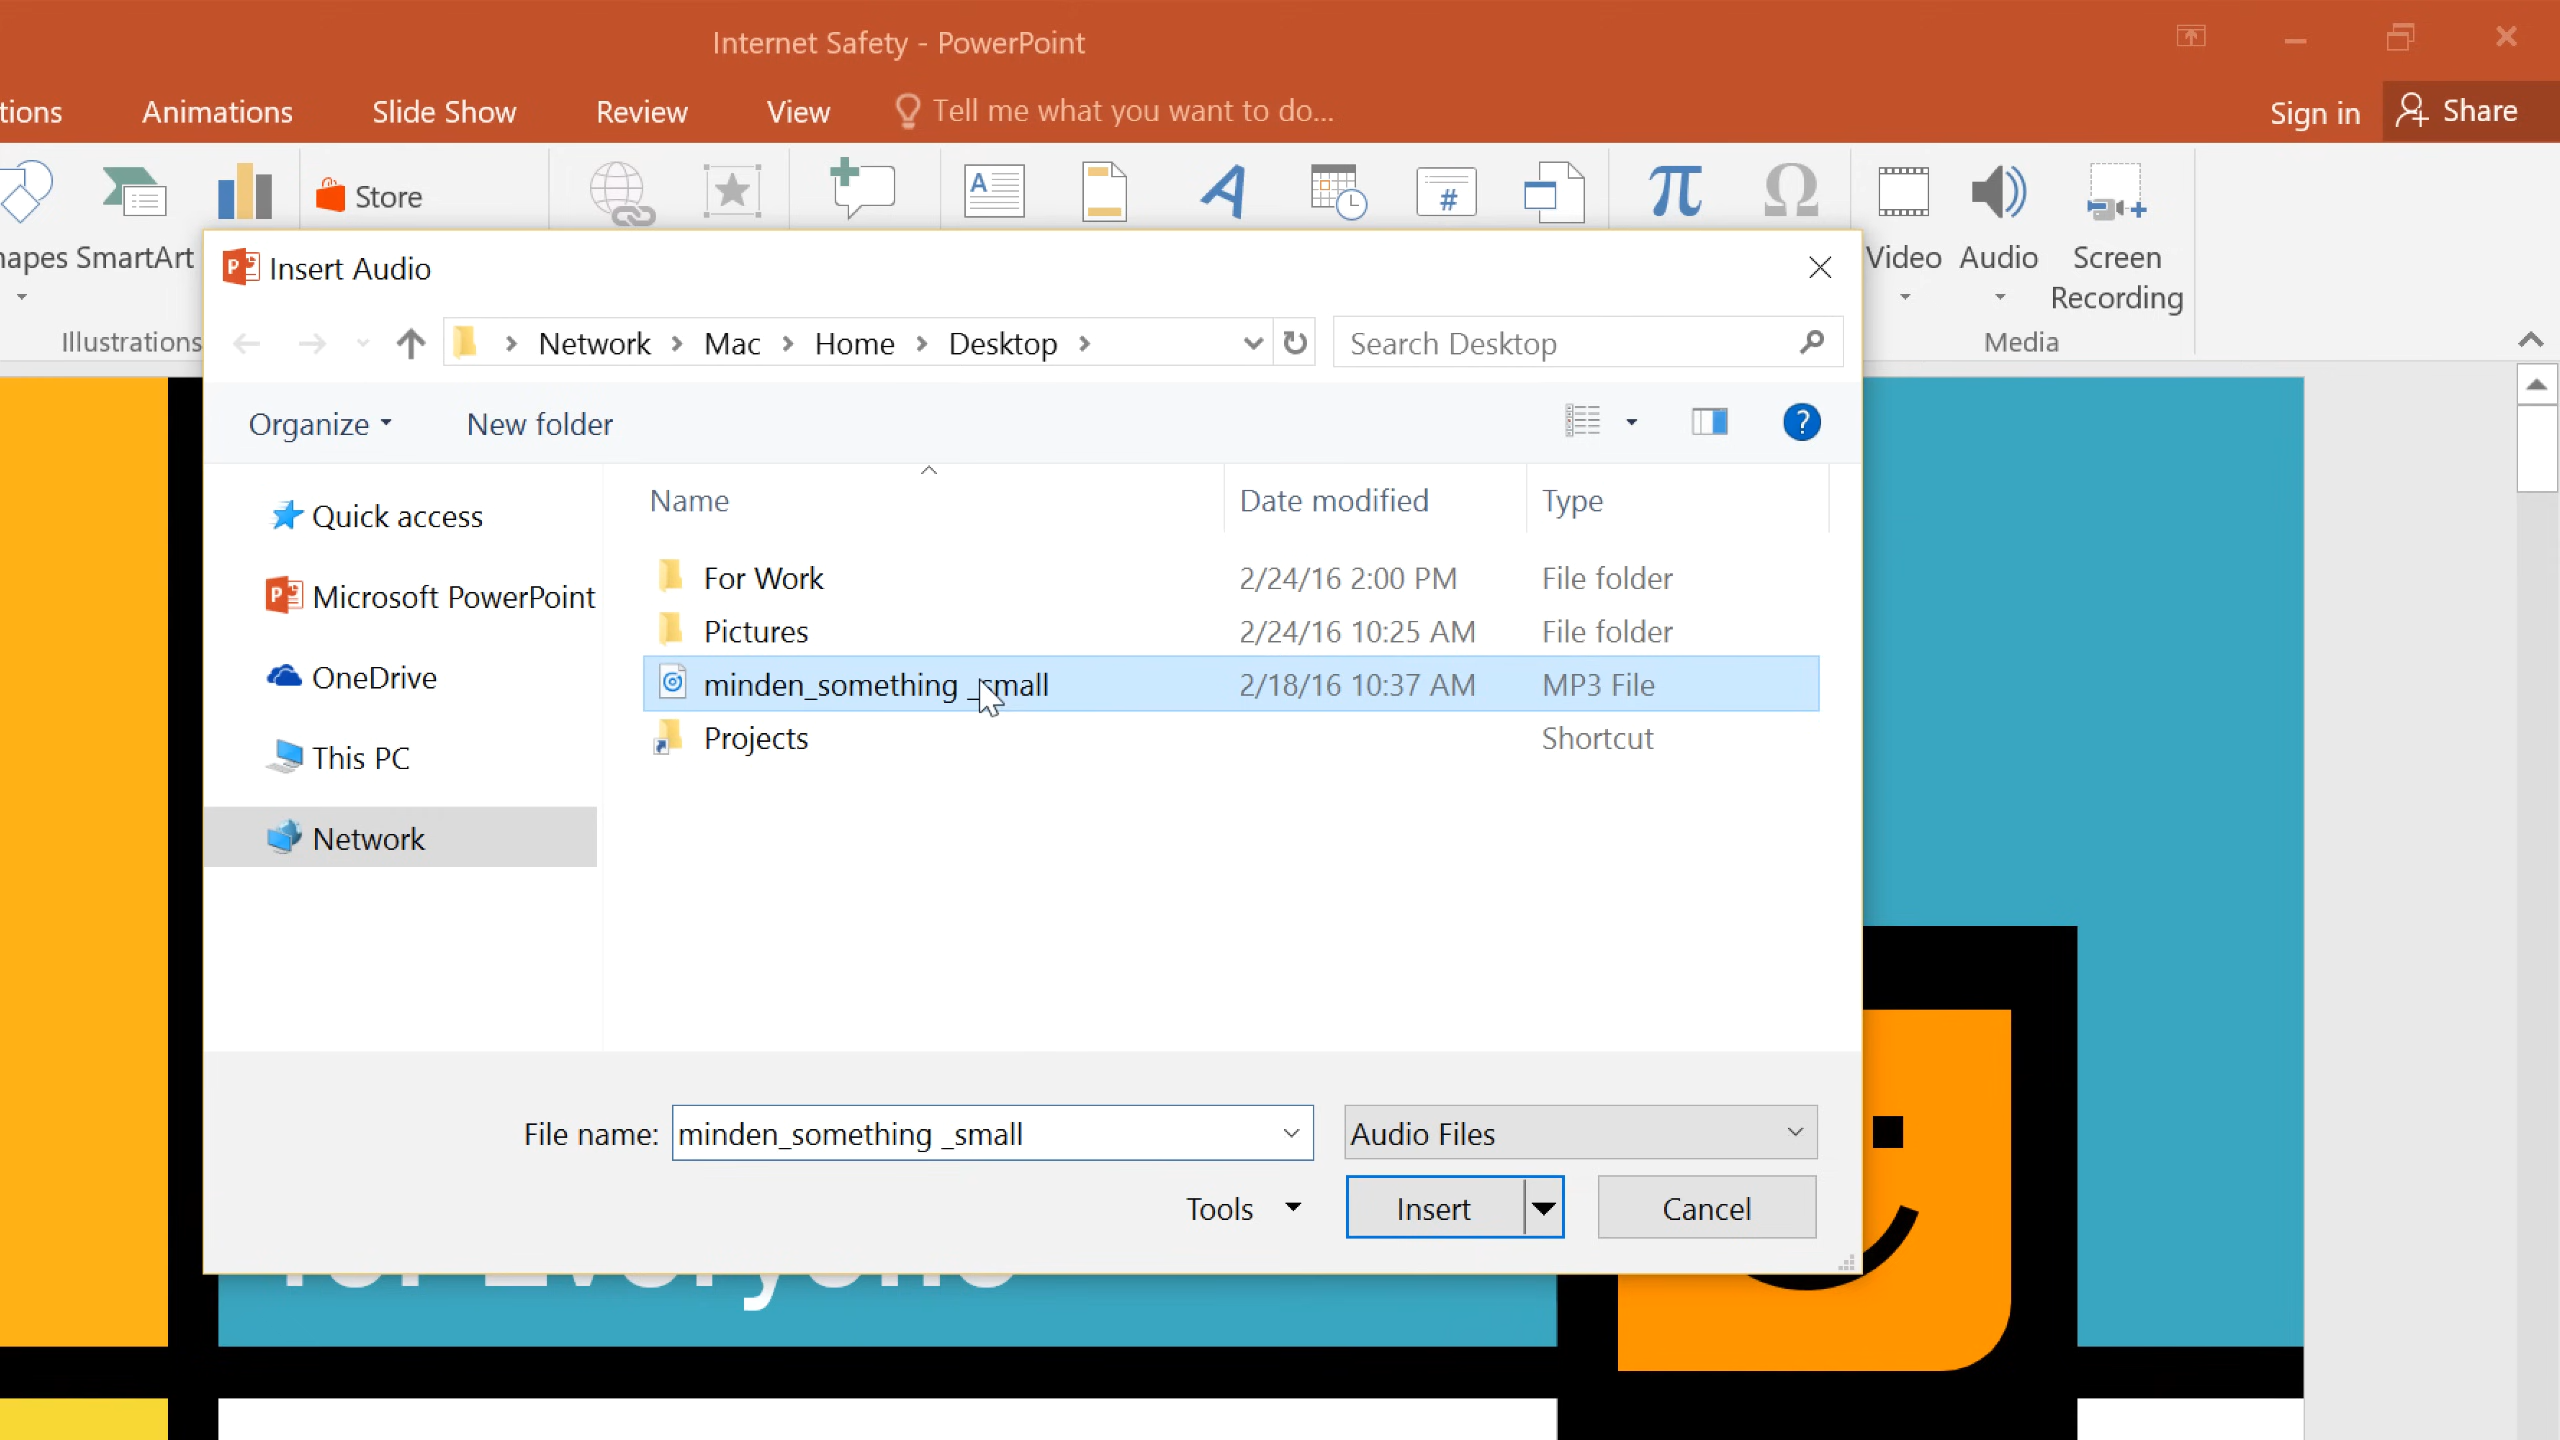 Internet Safety - PowerPoint
tions Animations Slide Show Review View Tell me what you want to do... Sign in Share
Store
hapes SmartArt Video Audio Screen Recording
Illustrations Media
Insert Audio
Network Mac Home Desktop Search Desktop
Organize New folder
Name Date modified Type
Quick access
Microsoft PowerPoint
OneDrive
This PC
Network
For Work 2/24/16 2:00 PM File folder
Pictures 2/24/16 10:25 AM File folder
minden_something _small 2/18/16 10:37 AM MP3 File
Projects Shortcut
File name: minden_something _small Audio Files
Tools Insert Cancel
for Everyone